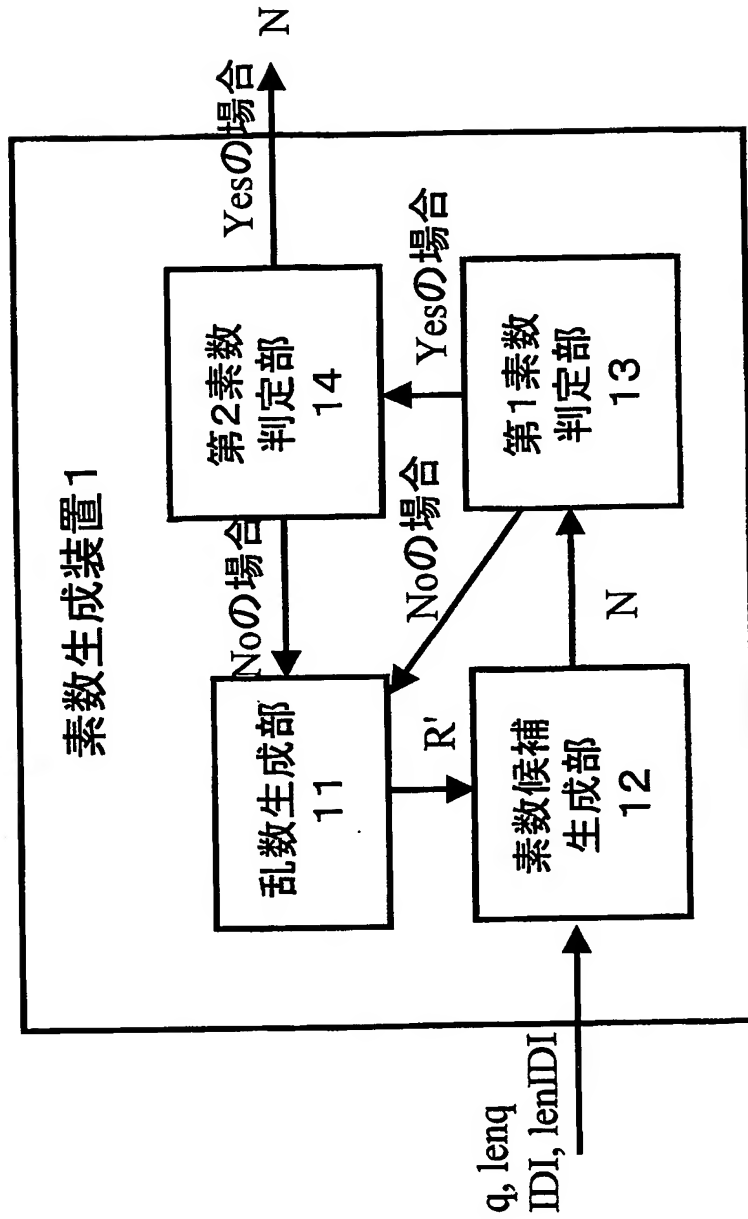 素数生成装置1
乱数生成部
11
Noの場合
第2素数
判定部
14
Yesの場合
N
R'
Noの場合
Yesの場合
q, lenq
IDI, lenIDI
素数候補
生成部
12
N
第1素数
判定部
13